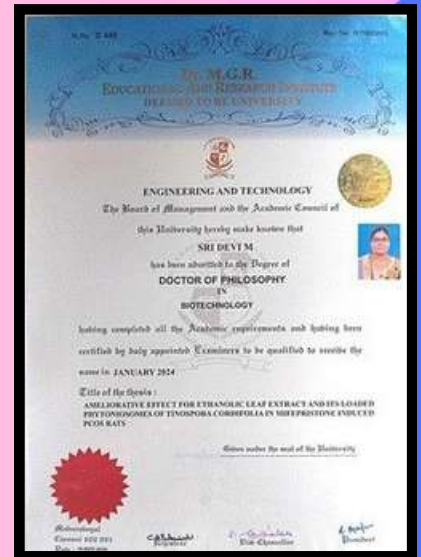 Dr. M.G.R.
EDUCATIONAL AND RESEARCH INSTITUTE
DEEMED TO BE UNIVERSITY
ENGINEERING AND TECHNOLOGY
The Board of Management and the Academic Council of
this University hereby make known that
SRI DEVI M
has been admitted to the Degree of
DOCTOR OF PHILOSOPHY
IN
BIOTECHNOLOGY
having completed all the Academic requirements and having been
certified by duly appointed Examiners to be qualified to receive the
same in JANUARY 2024
Title of the thesis :
AMELIORATIVE EFFECT FOR ETHANOLIC LEAF EXTRACT AND ITS LOADED
PHYTONIOSOMES OF TINOSPORA CORDIFOLIA IN MIFEPRISTONE INDUCED
PCOS RATS
Given under the seal of the University
Maduravoyal
Chennai 600 095
Registrar
Vice-Chancellor
President